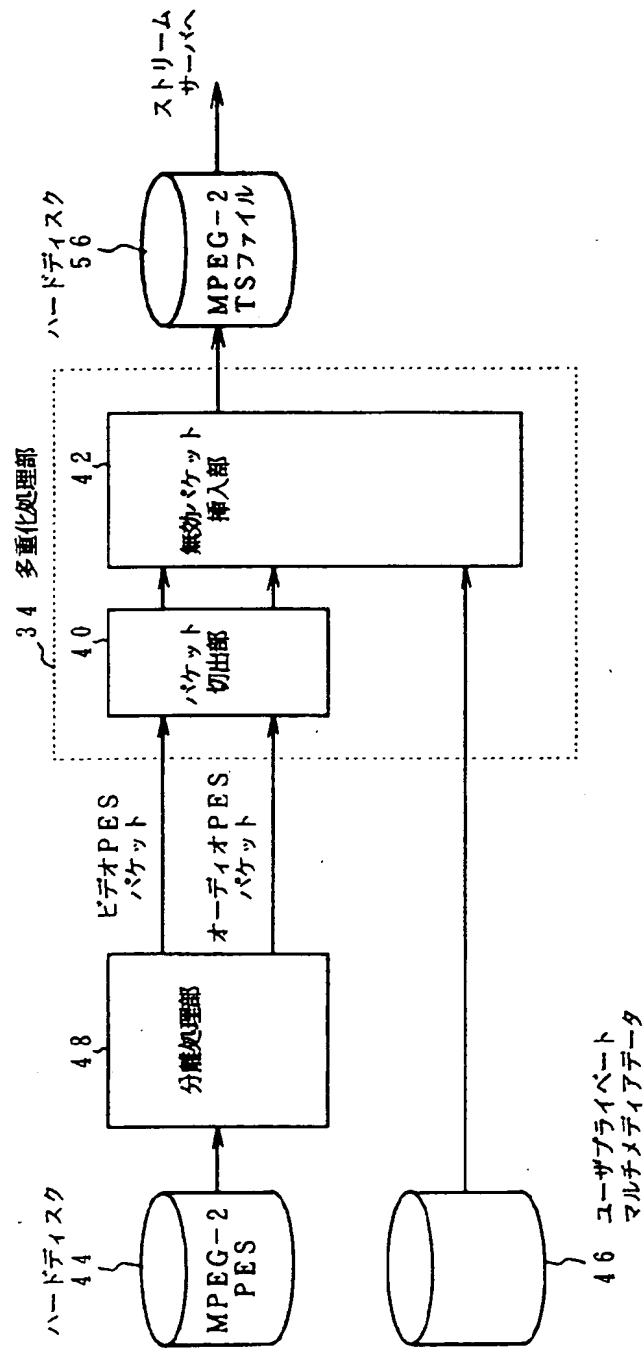 ハードディスク
44
MPEG-2
PES
48
分離処理部
ビデオPES
パケット
オーディオPES
パケット
34 多重化処理部
40
パケット
切出部
42
無効パケット
挿入部
ハードディスク
56
MPEG-2
TSファイル
ストリーム
サーバへ
46 ユーザプライベート
マルチメディアデータ